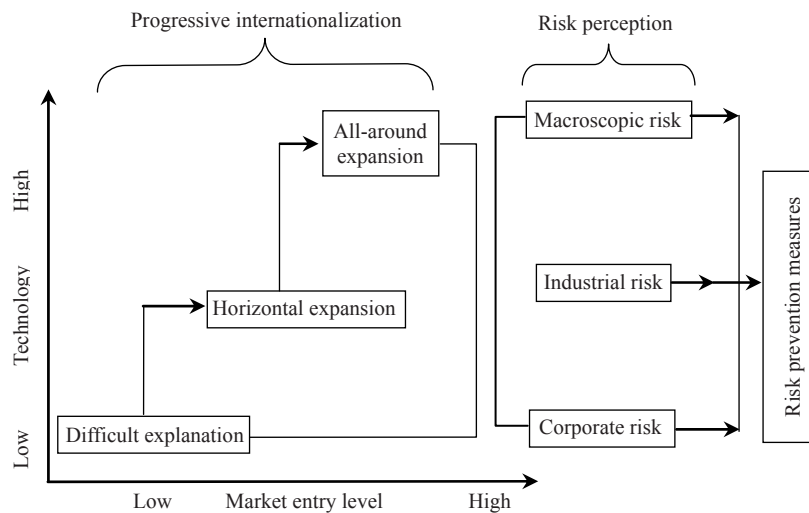 Progressive internationalization
Risk perception
All-around
expansion
Macroscopic risk
High
Technology
Low
Horizontal expansion
Industrial risk
Risk prevention measures
Difficult explanation
Corporate risk
Low
Market entry level
High